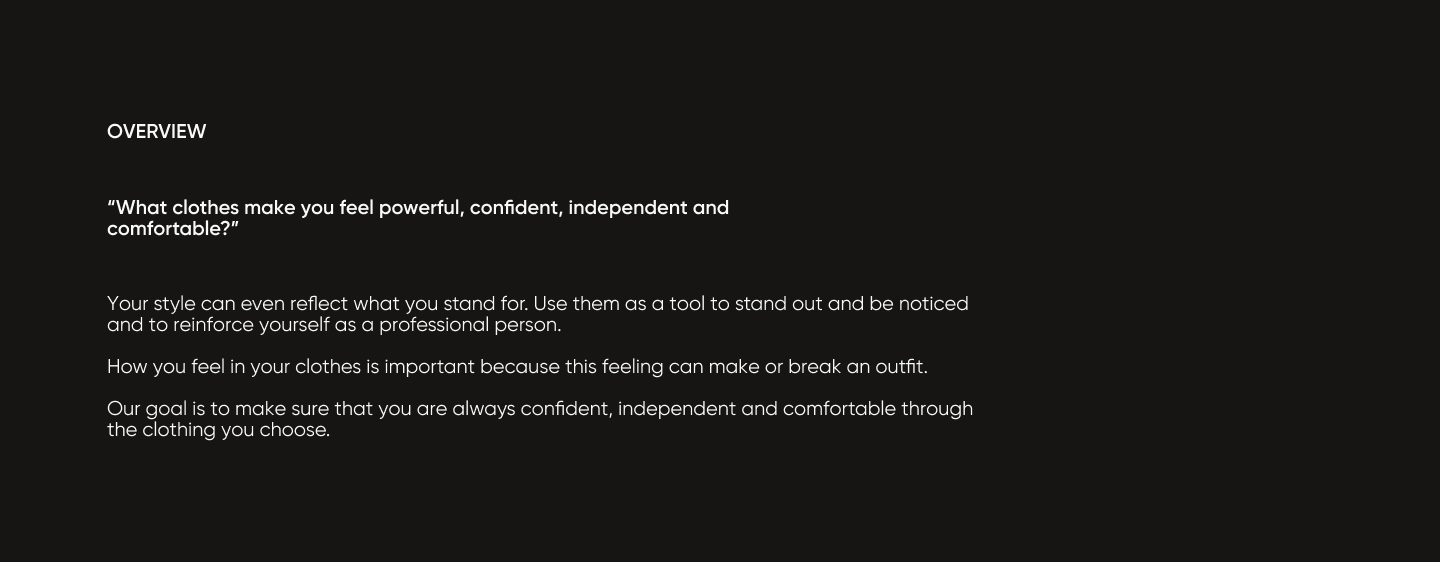 OVERVIEW
“What clothes make you feel powerful, confident, independent and
comfortable?”
Your style can even reflect what you stand for. Use them as a tool to stand out and be noticed
and to reinforce yourself as a professional person.
How you feel in your clothes is important because this feeling can make or break an outfit.
Our goal is to make sure that you are always confident, independent and comfortable through
the clothing you choose.